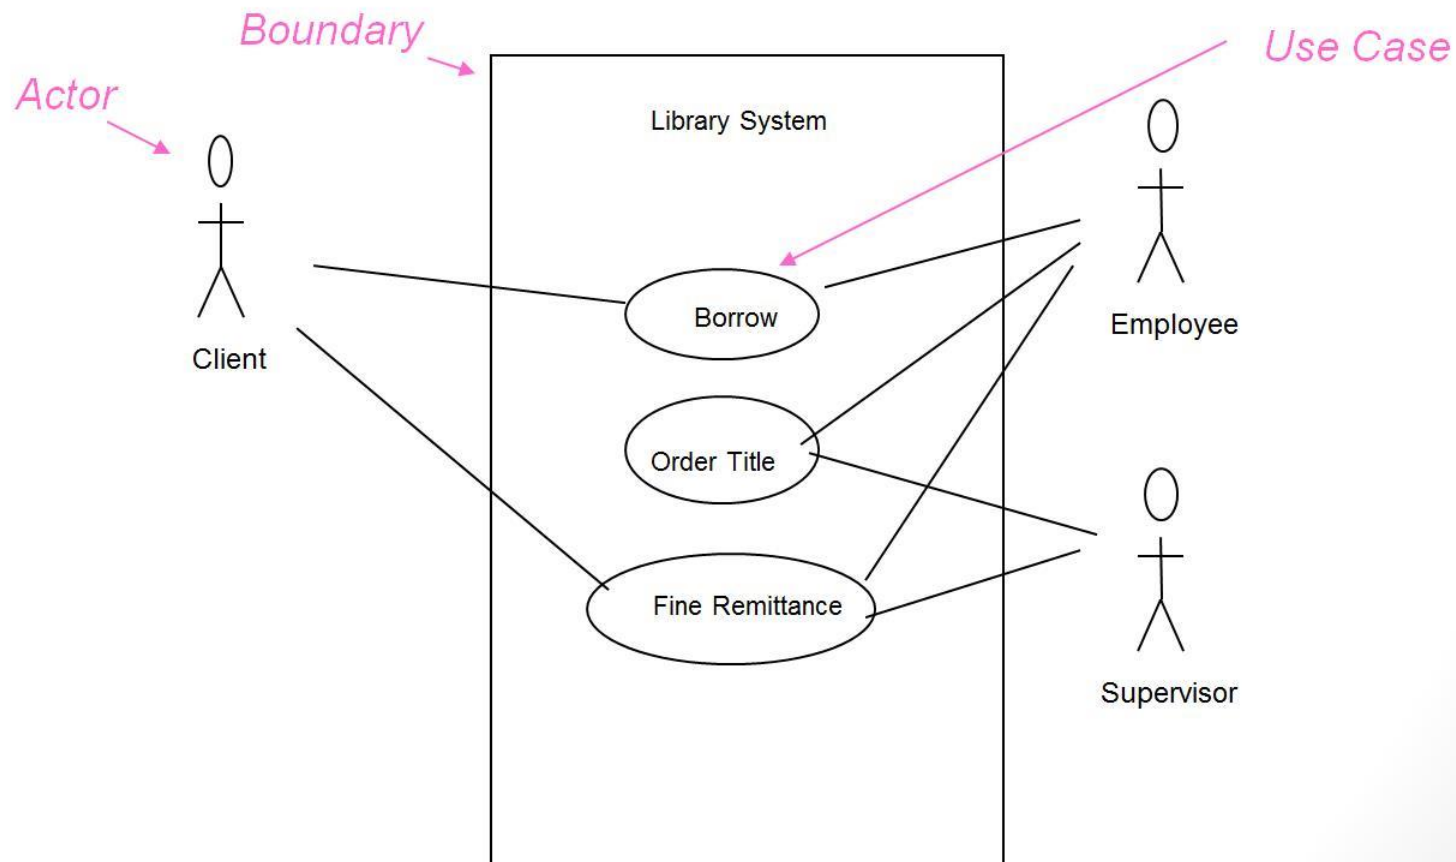 Boundary
Use Case
Actor
Library System
Borrow
Employee
Client
Order Title
Fine Remittance
Supervisor